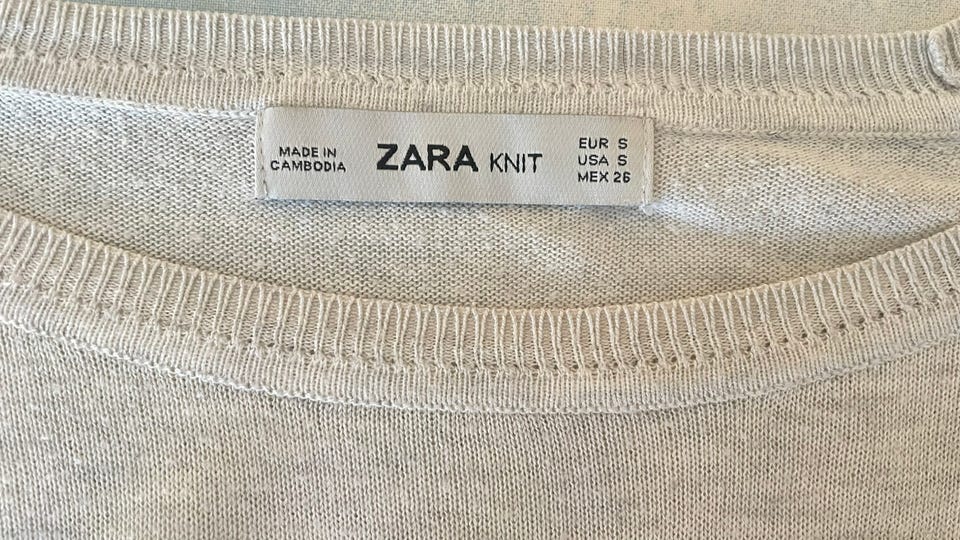 MADE IN
CAMBODIA
ZARA KNIT
EUR S
USA S
MEX 26